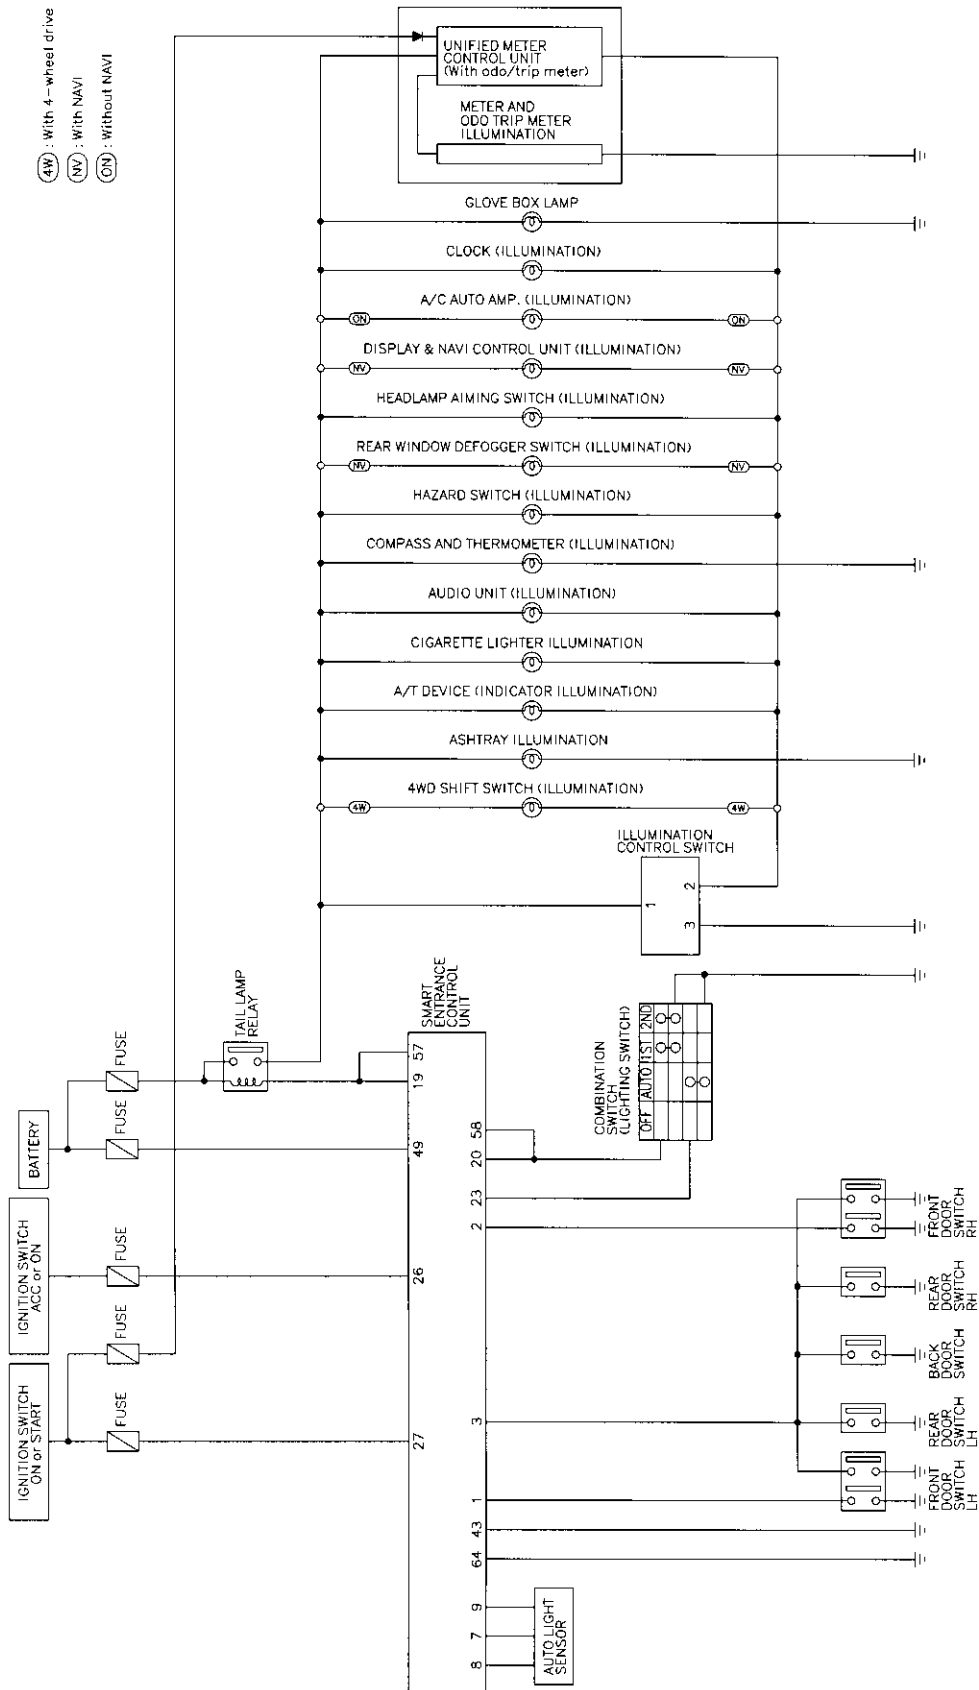 4W : With 4-wheel drive
NV : With NAVI
ON : Without NAVI
UNIFIED METER
CONTROL UNIT
(With odo/trip meter)
METER AND
ODO TRIP METER
ILLUMINATION
GLOVE BOX LAMP
CLOCK (ILLUMINATION)
A/C AUTO AMP. (ILLUMINATION)
ON ON
DISPLAY & NAVI CONTROL UNIT (ILLUMINATION)
NV NV
HEADLAMP AIMING SWITCH (ILLUMINATION)
REAR WINDOW DEFOGGER SWITCH (ILLUMINATION)
NV NV
HAZARD SWITCH (ILLUMINATION)
COMPASS AND THERMOMETER (ILLUMINATION)
AUDIO UNIT (ILLUMINATION)
CIGARETTE LIGHTER ILLUMINATION
A/T DEVICE (INDICATOR ILLUMINATION)
ASHTRAY ILLUMINATION
4WD SHIFT SWITCH (ILLUMINATION)
4W 4W
ILLUMINATION
CONTROL SWITCH
1 2
3
TAIL LAMP
RELAY
SMART
ENTRANCE
CONTROL
UNIT
BATTERY
FUSE
FUSE
IGNITION SWITCH
ACC or ON
FUSE
FUSE
IGNITION SWITCH
ON or START
FUSE
57
19
49
26
27
58
20
23
2
3
1
43
64
9
7
8
COMBINATION
SWITCH
(LIGHTING SWITCH)
OFF AUTO 1ST 2ND
FRONT
DOOR
SWITCH
RH
REAR
DOOR
SWITCH
RH
BACK
DOOR
SWITCH
REAR
DOOR
SWITCH
LH
FRONT
DOOR
SWITCH
LH
AUTO LIGHT
SENSOR